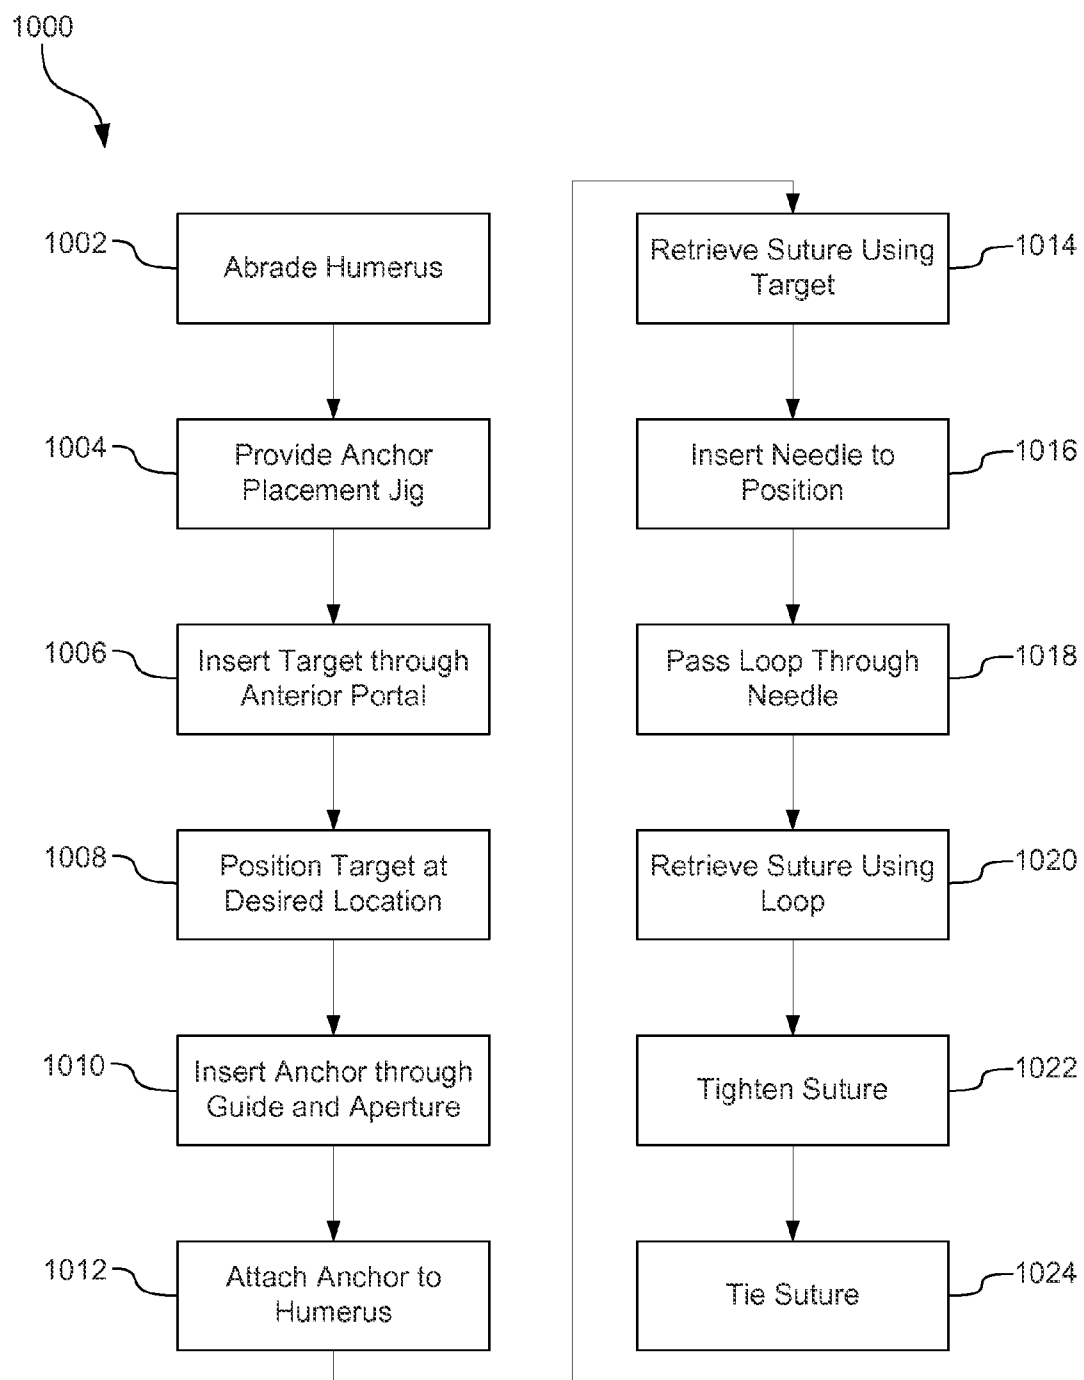 1000
1002
Abrade Humerus
1004
Provide Anchor
Placement Jig
1006
Insert Target through
Anterior Portal
1008
Position Target at
Desired Location
1010
Insert Anchor through
Guide and Aperture
1012
Attach Anchor to
Humerus
Retrieve Suture Using
Target
1014
Insert Needle to
Position
1016
Pass Loop Through
Needle
1018
Retrieve Suture Using
Loop
1020
Tighten Suture
1022
Tie Suture
1024